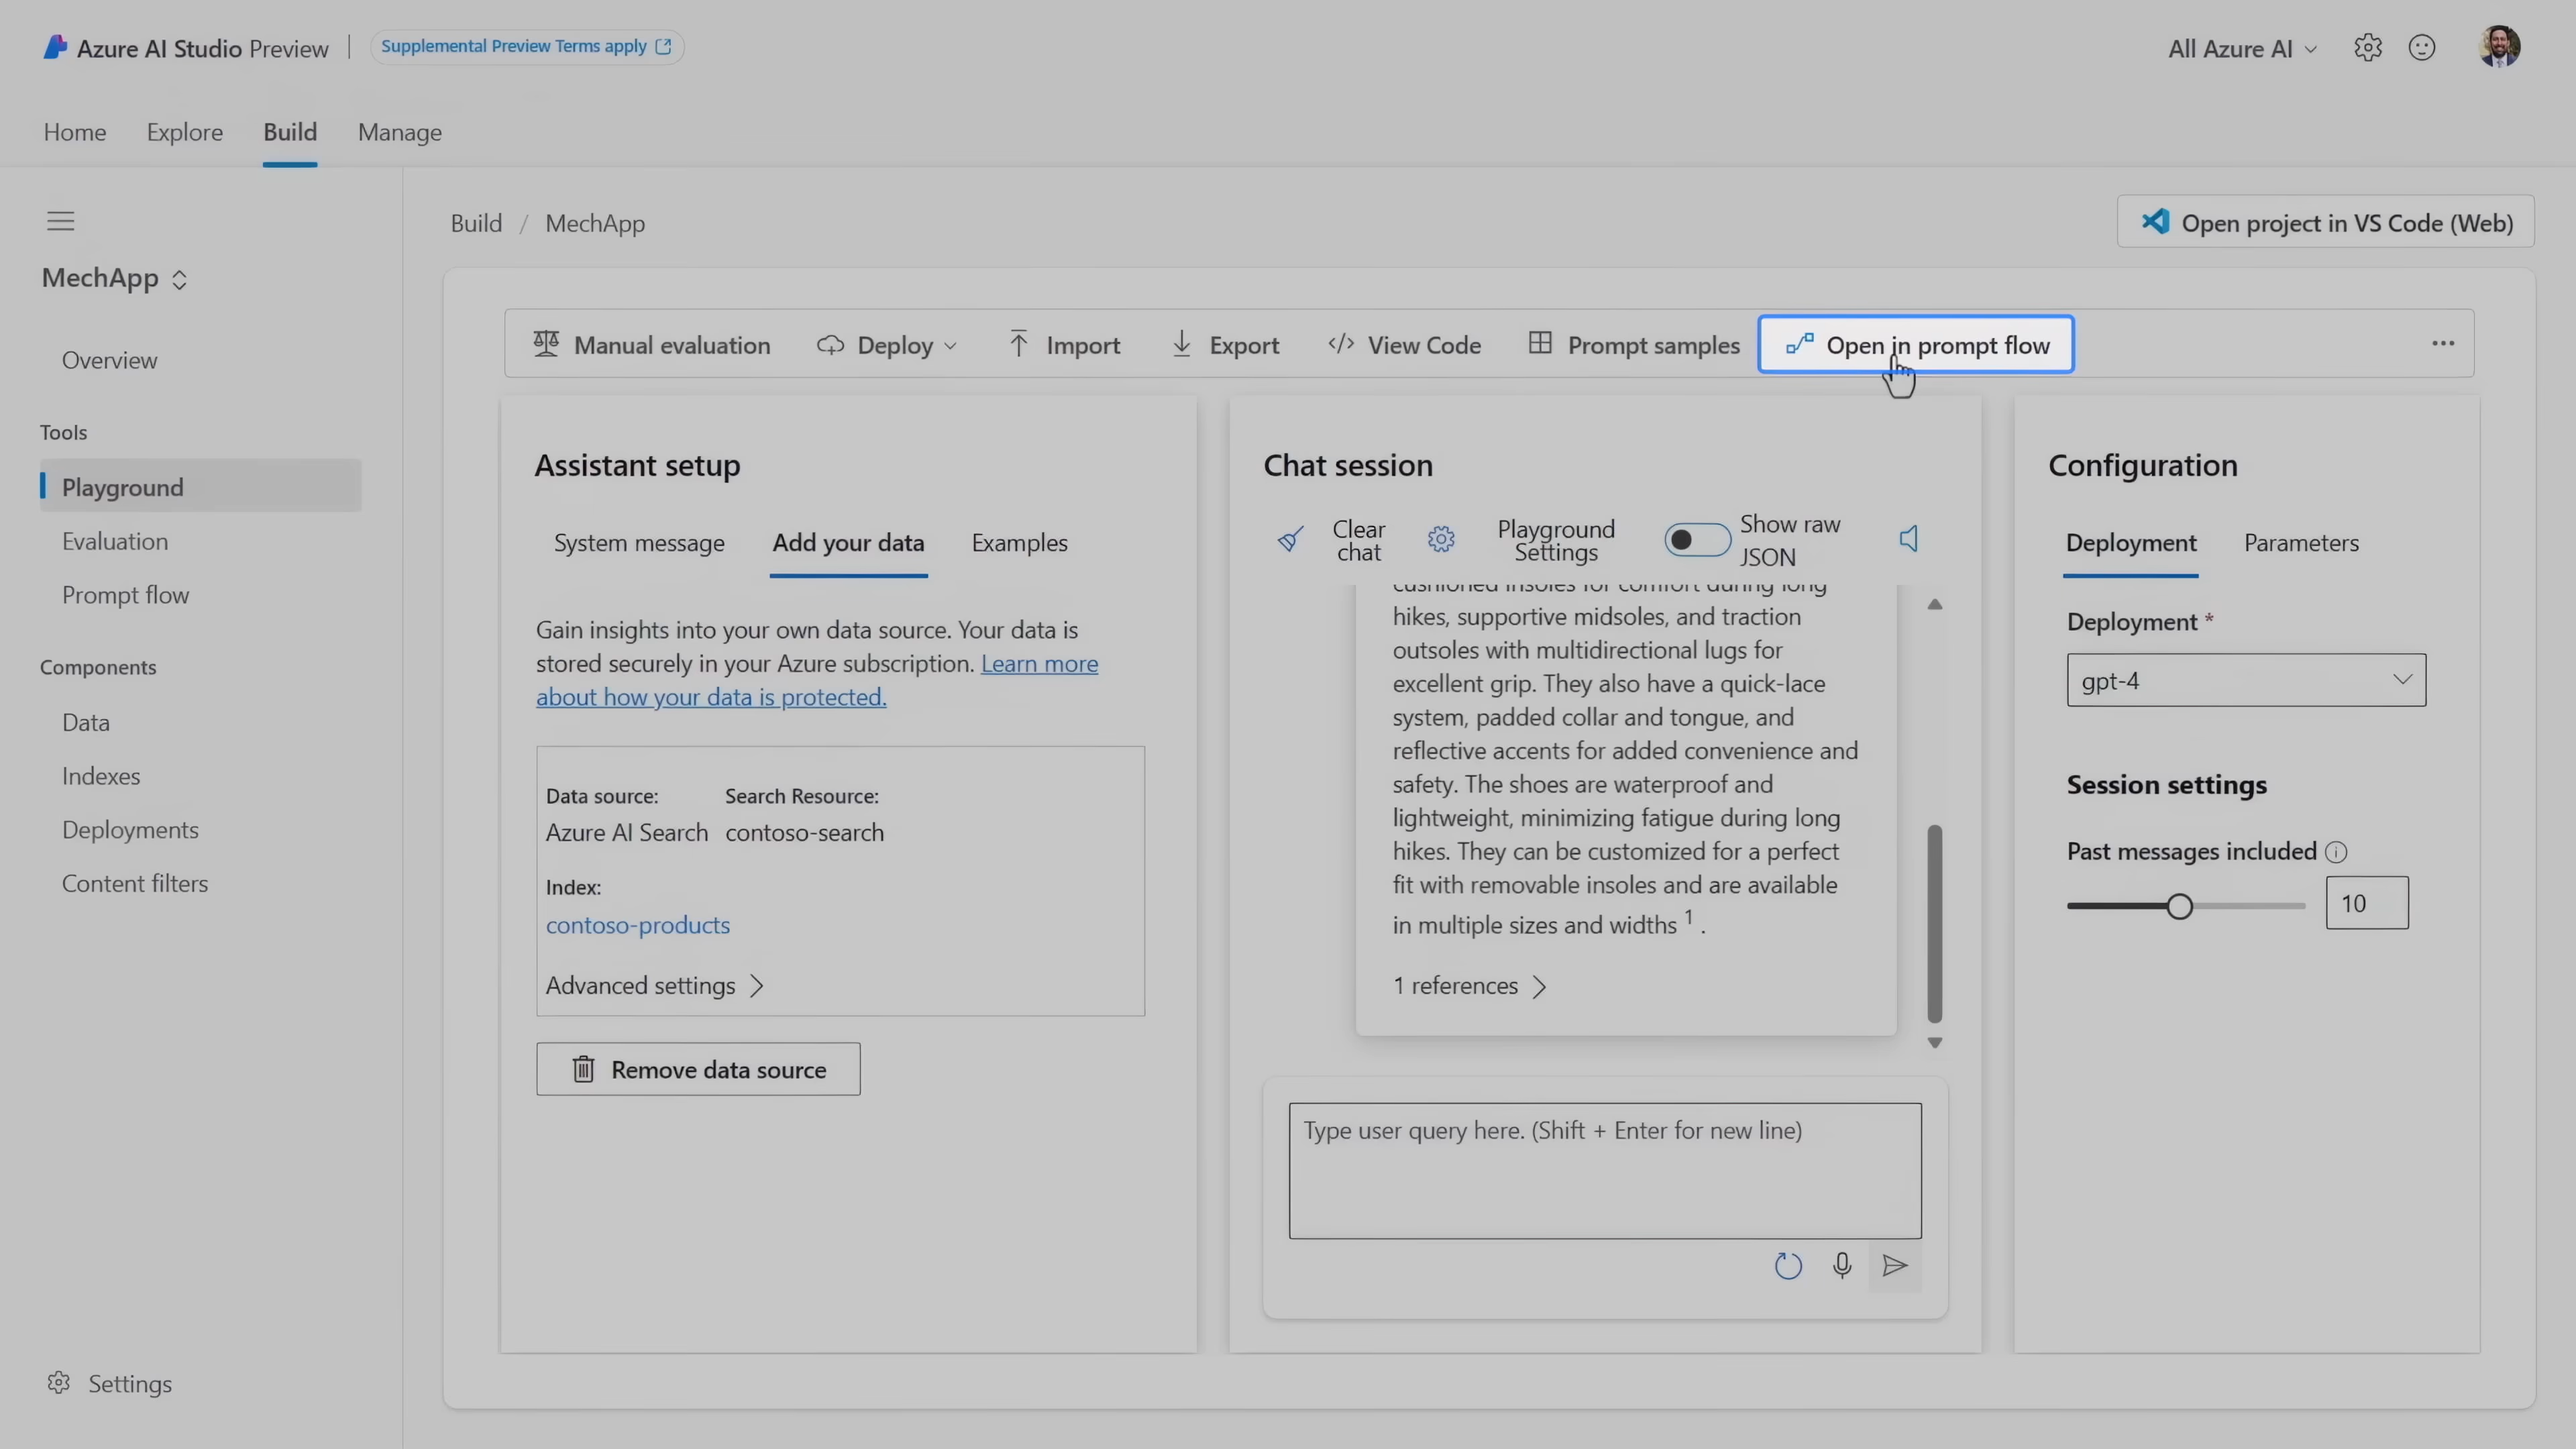 Azure AI Studio Preview
Supplemental Preview Terms apply
All Azure AI
Home
Explore
Build
Manage
Build / MechApp
Open project in VS Code (Web)
MechApp
Overview
Tools
Playground
Evaluation
Prompt flow
Components
Data
Indexes
Deployments
Content filters
Settings
Manual evaluation
Deploy
Import
Export
View Code
Prompt samples
Open in prompt flow
Assistant setup
System message
Add your data
Examples
Gain insights into your own data source. Your data is
stored securely in your Azure subscription. Learn more
about how your data is protected.
Data source:
Azure AI Search
Search Resource:
contoso-search
Index:
contoso-products
Advanced settings
Remove data source
Chat session
Clear
chat
Playground
Settings
Show raw
JSON
cushioned insoles for comfort during long
hikes, supportive midsoles, and traction
outsoles with multidirectional lugs for
excellent grip. They also have a quick-lace
system, padded collar and tongue, and
reflective accents for added convenience and
safety. The shoes are waterproof and
lightweight, minimizing fatigue during long
hikes. They can be customized for a perfect
fit with removable insoles and are available
in multiple sizes and widths 1 .
1 references
Type user query here. (Shift + Enter for new line)
Configuration
Deployment
Parameters
Deployment *
gpt-4
Session settings
Past messages included
10